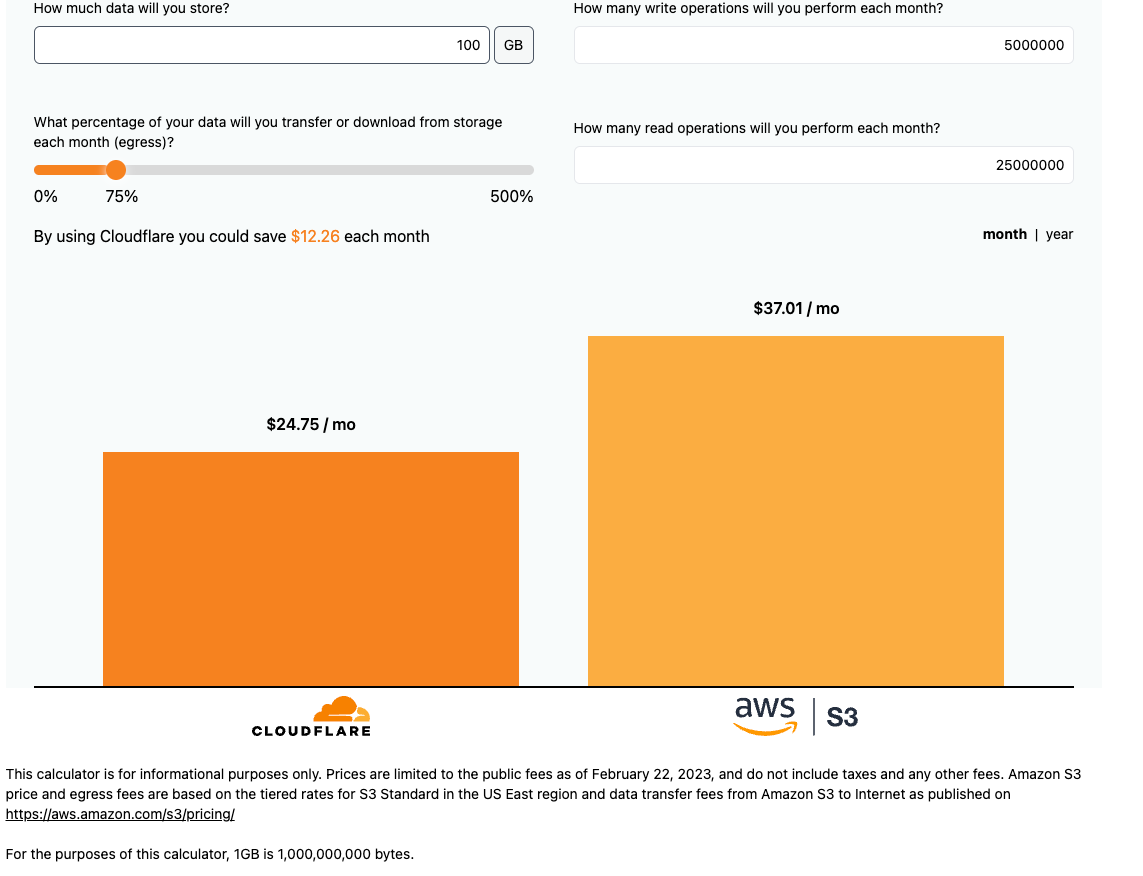 How much data will you store?
100 GB
How many write operations will you perform each month?
5000000
What percentage of your data will you transfer or download from storage
each month (egress)?
0% 75% 500%
How many read operations will you perform each month?
25000000
By using Cloudflare you could save $12.26 each month
month | year
$24.75 / mo
$37.01 / mo
CLOUDFLARE
aws | S3
This calculator is for informational purposes only. Prices are limited to the public fees as of February 22, 2023, and do not include taxes and any other fees. Amazon S3
price and egress fees are based on the tiered rates for S3 Standard in the US East region and data transfer fees from Amazon S3 to Internet as published on
https://aws.amazon.com/s3/pricing/
For the purposes of this calculator, 1GB is 1,000,000,000 bytes.